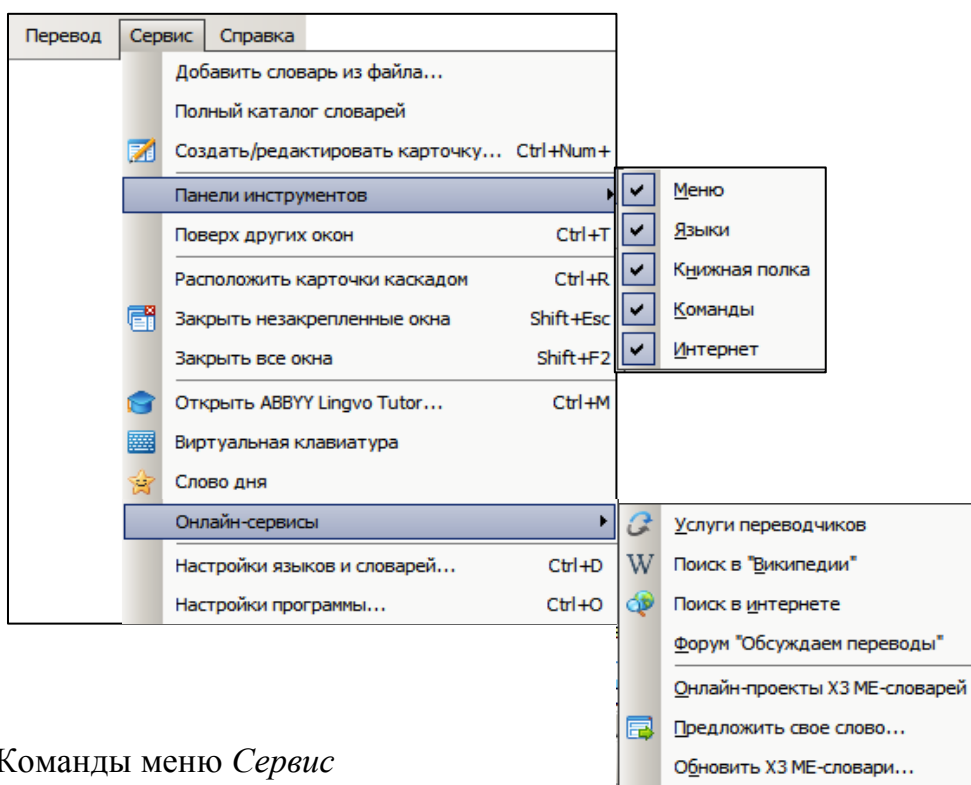 Перевод Сервис Справка
Добавить словарь из файла...
Полный каталог словарей
Создать/редактировать карточку... Ctrl+Num+
Панели инструментов
Поверх других окон Ctrl+T
Расположить карточки каскадом Ctrl+R
Закрыть незакрепленные окна Shift+Esc
Закрыть все окна Shift+F2
Открыть ABBYY Lingvo Tutor... Ctrl+M
Виртуальная клавиатура
Слово дня
Онлайн-сервисы
Настройки языков и словарей... Ctrl+D
Настройки программы... Ctrl+O
Меню
Языки
Книжная полка
Команды
Интернет
Услуги переводчиков
W Поиск в "Википедии"
Поиск в интернете
Форум "Обсуждаем переводы"
Онлайн-проекты X3 ME-словарей
Предложить свое слово...
Обновить X3 ME-словари...
Команды меню Сервис